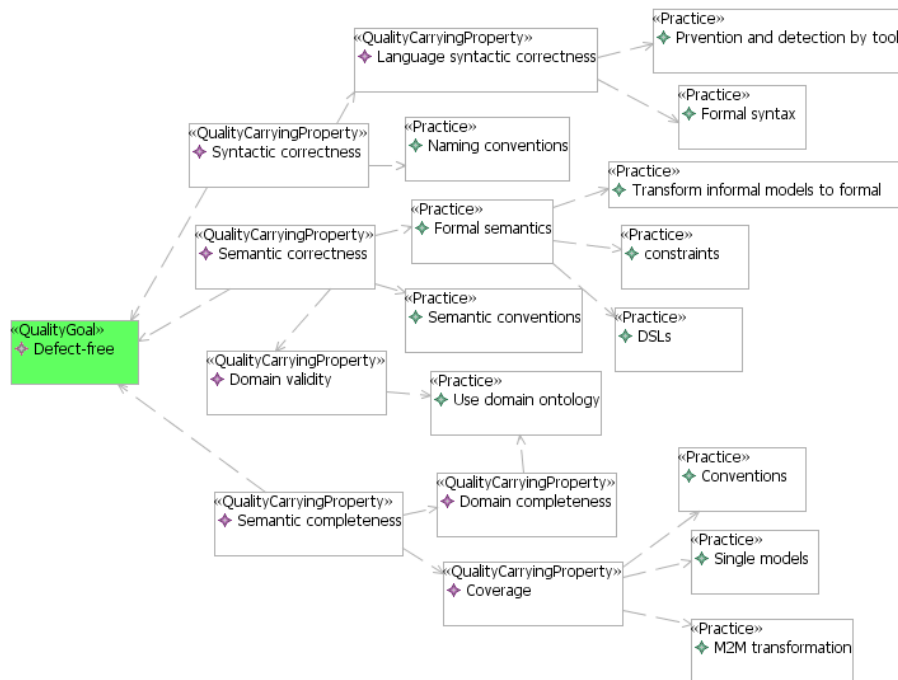 «QualityCarryingProperty»
Language syntactic correctness
«Practice»
Prvention and detection by tool
«Practice»
Formal syntax
«QualityCarryingProperty»
Syntactic correctness
«Practice»
Naming conventions
«Practice»
Transform informal models to formal
«Practice»
Formal semantics
«QualityCarryingProperty»
Semantic correctness
«Practice»
constraints
«Practice»
Semantic conventions
«Practice»
DSLs
«QualityGoal»
Defect-free
«QualityCarryingProperty»
Domain validity
«Practice»
Use domain ontology
«Practice»
Conventions
«QualityCarryingProperty»
Domain completeness
«QualityCarryingProperty»
Semantic completeness
«Practice»
Single models
«QualityCarryingProperty»
Coverage
«Practice»
M2M transformation